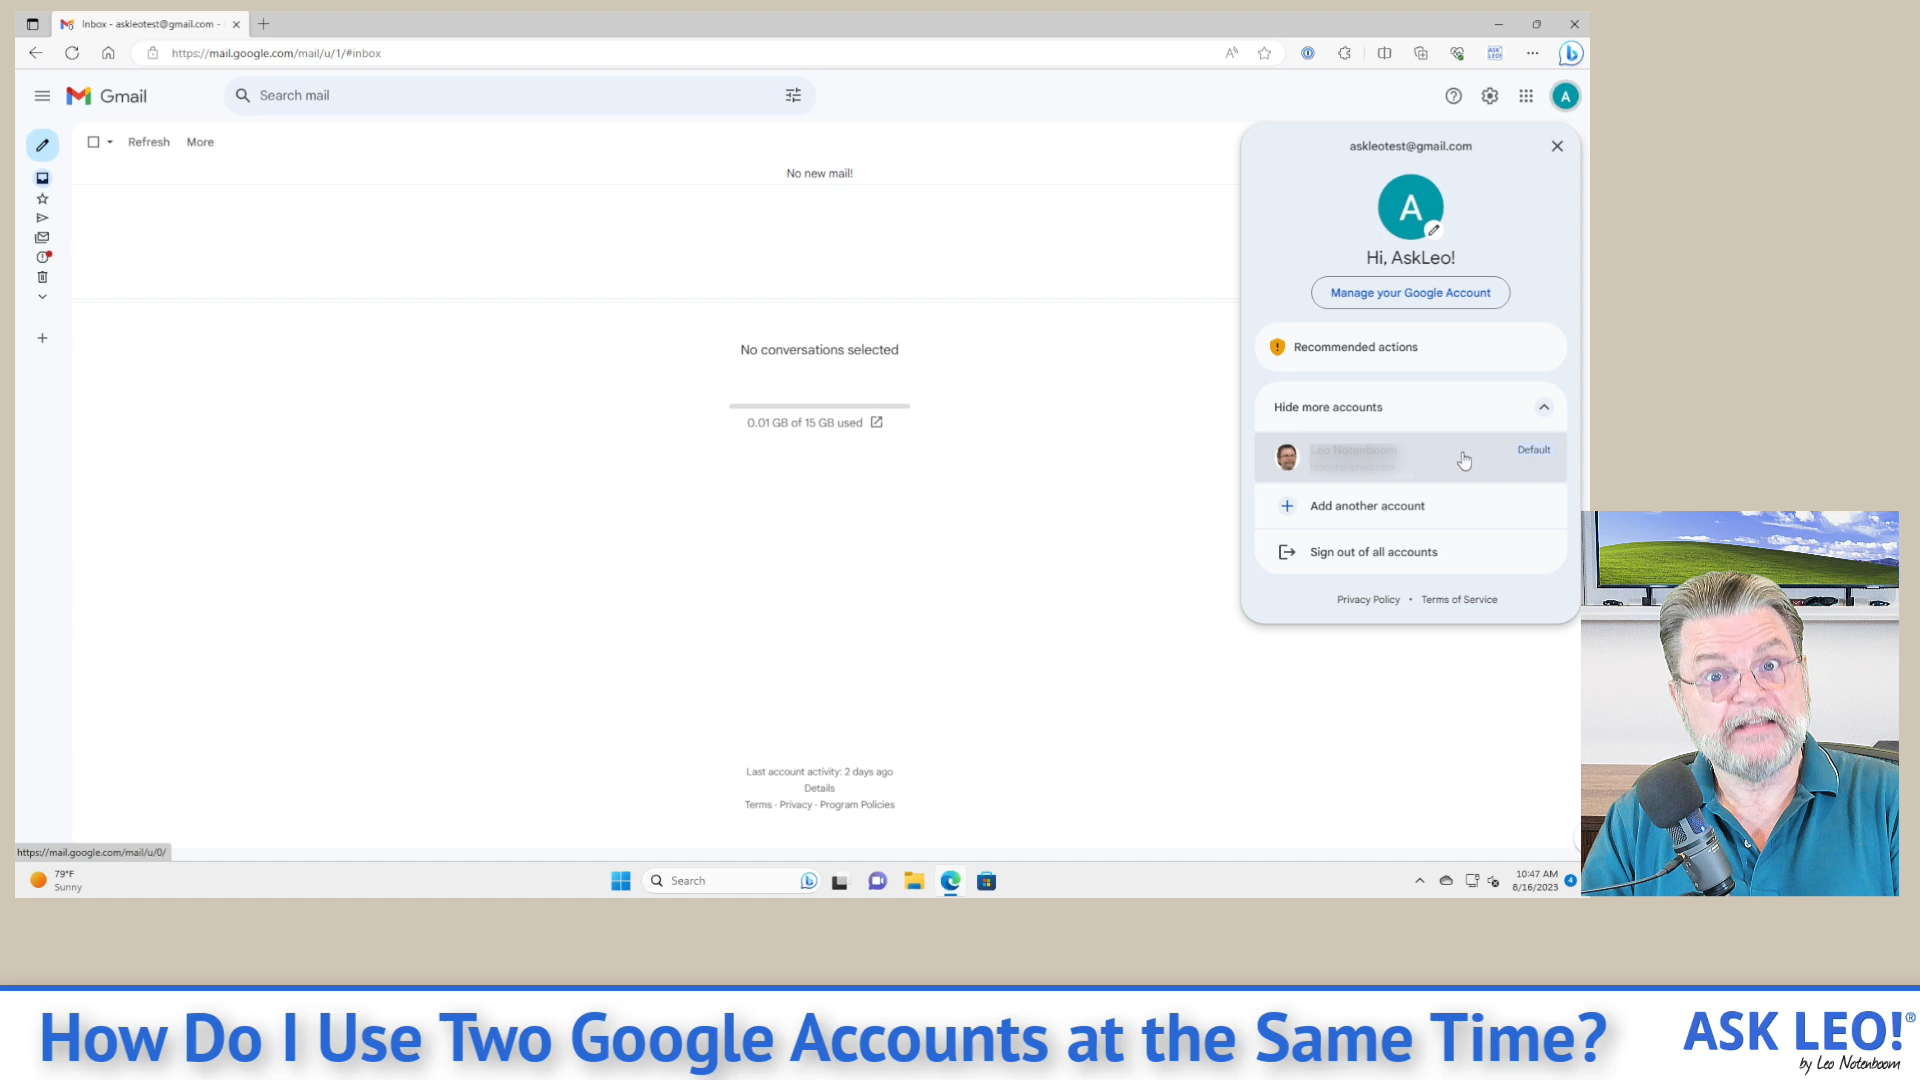 Inbox - askleotest@gmail.com -
https://mail.google.com/mail/u/1/#inbox
Gmail
Search mail
A
Refresh
More
No new mail!
No conversations selected
0.01 GB of 15 GB used
Last account activity: 2 days ago
Details
Terms · Privacy · Program Policies
askleotest@gmail.com
A
Hi, AskLeo!
Manage your Google Account
Recommended actions
Hide more accounts
Leo Notenboom
Default
Add another account
Sign out of all accounts
Privacy Policy • Terms of Service
https://mail.google.com/mail/u/0/
79°F
Sunny
Search
10:47 AM
8/16/2023
4
How Do I Use Two Google Accounts at the Same Time?
ASK LEO!®
by Leo Notenboom